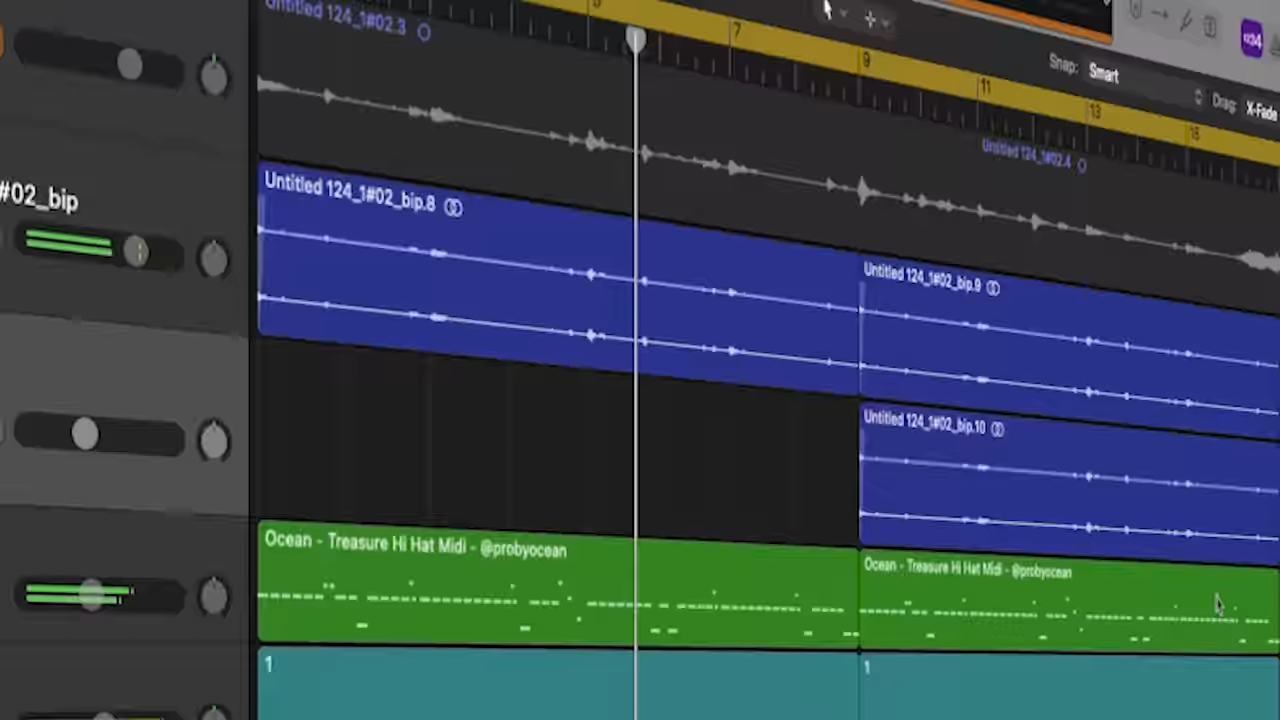 Untitled 124_1#02.3
5
7
9
11
13
15
Snap: Smart
Drag: X-Fade
1234
Untitled 124_1#02.4
#02_bip
Untitled 124_1#02_bip.8
Untitled 124_1#02_bip.9
Untitled 124_1#02_bip.10
Ocean - Treasure Hi Hat Midi - @probyocean
Ocean - Treasure Hi Hat Midi - @probyocean
1
1